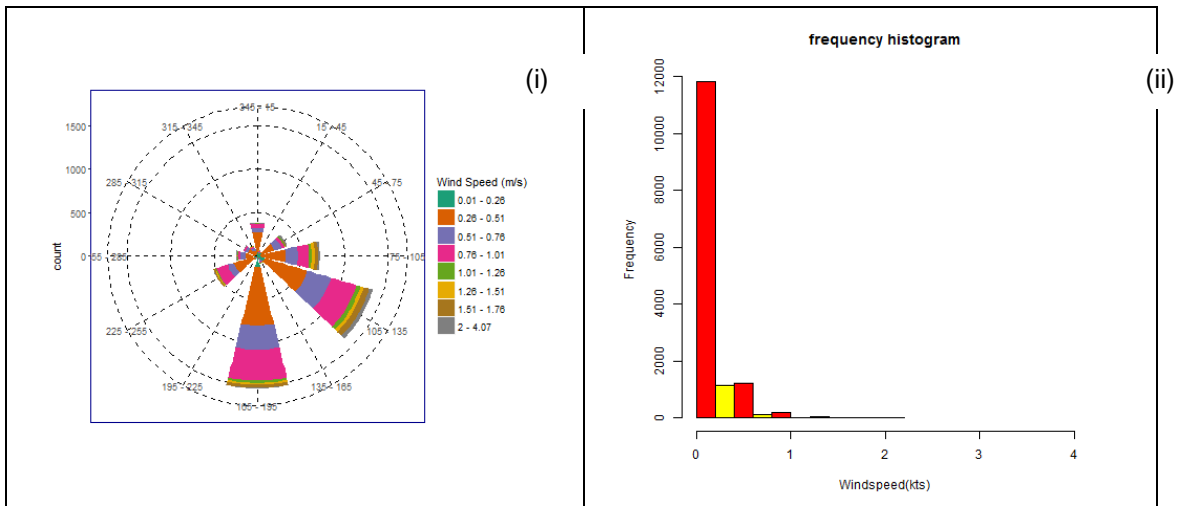 (i)
1500
1000
500
0
count
345 - 15
15 - 45
45 - 75
75 - 105
105 - 135
135 - 165
165 - 195
195 - 225
225 - 255
55 - 285
285 - 315
315 - 345
Wind Speed (m/s)
0.01 - 0.26
0.26 - 0.51
0.51 - 0.76
0.76 - 1.01
1.01 - 1.26
1.26 - 1.51
1.51 - 1.76
2 - 4.07
frequency histogram
(ii)
Frequency
12000
10000
8000
6000
4000
2000
0
0 1 2 3 4
Windspeed(kts)